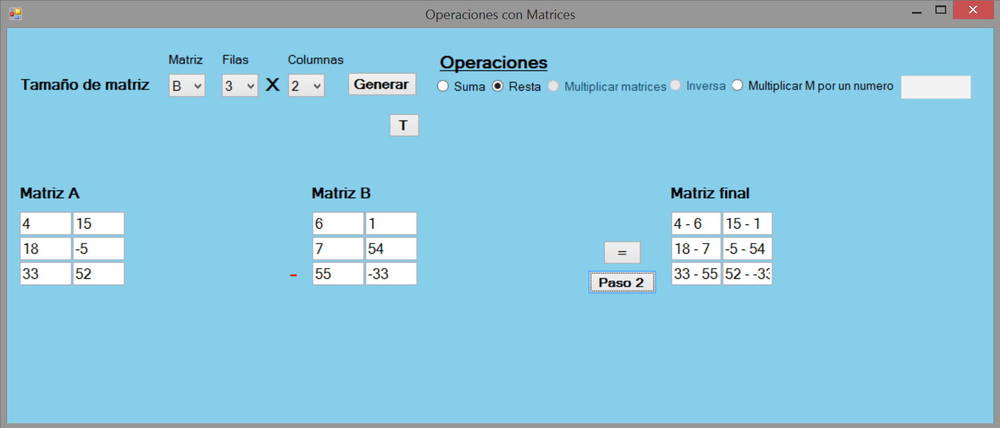 Operaciones con Matrices
Matriz Filas Columnas
Operaciones
Tamaño de matriz B 3 X 2 Generar
Suma Resta Multiplicar matrices Inversa Multiplicar M por un numero
T
Matriz A Matriz B Matriz final
4 15 6 1 4 - 6 15 - 1
18 -5 7 54 = 18 - 7 -5 - 54
33 52 - 55 -33 33 - 55 52 - -33
Paso 2